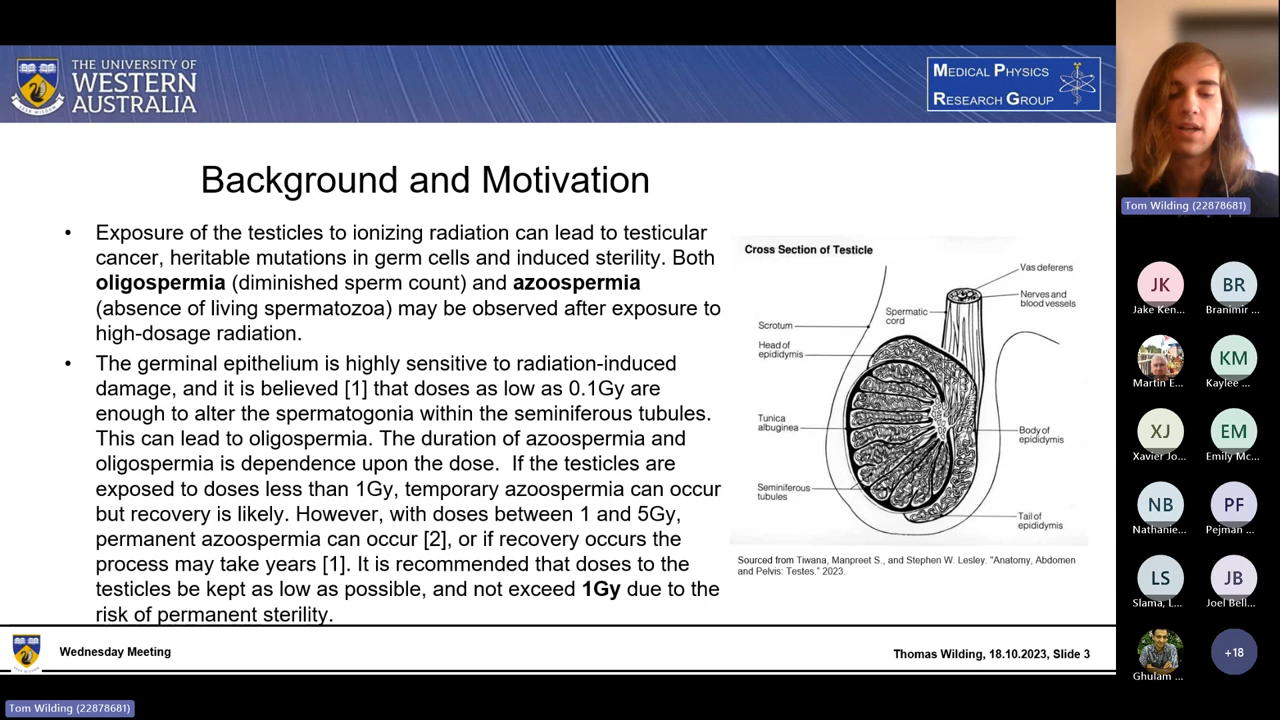 THE UNIVERSITY OF
WESTERN
AUSTRALIA
MEDICAL PHYSICS
RESEARCH GROUP
Background and Motivation
• Exposure of the testicles to ionizing radiation can lead to testicular
cancer, heritable mutations in germ cells and induced sterility. Both
oligospermia (diminished sperm count) and azoospermia
(absence of living spermatozoa) may be observed after exposure to
high-dosage radiation.
• The germinal epithelium is highly sensitive to radiation-induced
damage, and it is believed [1] that doses as low as 0.1Gy are
enough to alter the spermatogonia within the seminiferous tubules.
This can lead to oligospermia. The duration of azoospermia and
oligospermia is dependence upon the dose.  If the testicles are
exposed to doses less than 1Gy, temporary azoospermia can occur
but recovery is likely. However, with doses between 1 and 5Gy,
permanent azoospermia can occur [2], or if recovery occurs the
process may take years [1]. It is recommended that doses to the
testicles be kept as low as possible, and not exceed 1Gy due to the
risk of permanent sterility.
Cross Section of Testicle
Vas deferens
Nerves and
blood vessels
Spermatic
cord
Scrotum
Head of
epididymis
Tunica
albuginea
Body of
epididymis
Seminiferous
tubules
Tail of
epididymis
Sourced from Tiwana, Manpreet S., and Stephen W. Lesley. "Anatomy, Abdomen
and Pelvis: Testes." 2023.
Wednesday Meeting
Thomas Wilding, 18.10.2023, Slide 3
Tom Wilding (22878681)
Tom Wilding (22878681)
JK
BR
Jake Ken...
Branimir ...
KM
Martin E...
Kaylee ...
XJ
EM
Xavier Jo...
Emily Mc...
NB
PF
Nathanie...
Pejman ...
LS
JB
Slama, L...
Joel Bell...
+18
Ghulam ...